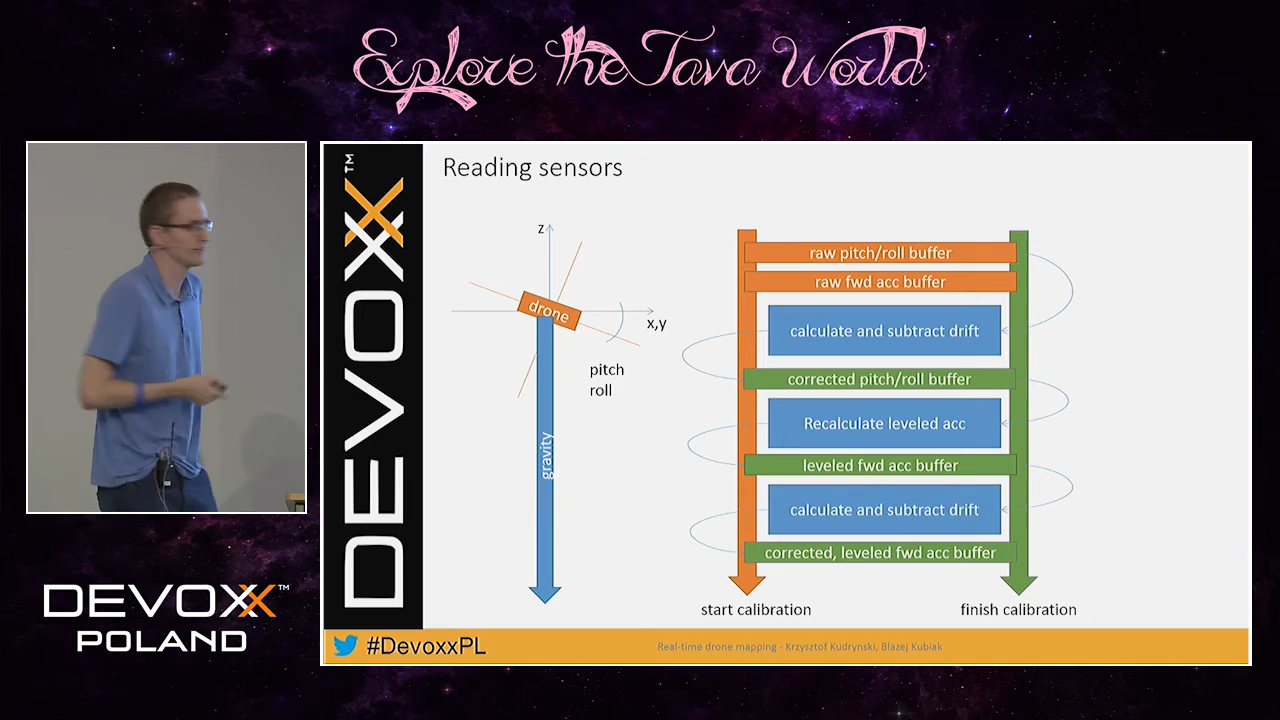 Explore the Java World
DEVOXX™
Reading sensors
z
drone
x,y
pitch
roll
gravity
raw pitch/roll buffer
raw fwd acc buffer
calculate and subtract drift
corrected pitch/roll buffer
Recalculate leveled acc
leveled fwd acc buffer
calculate and subtract drift
corrected, leveled fwd acc buffer
start calibration
finish calibration
#DevoxxPL
Real-time drone mapping - Krzysztof Kudrynski, Blazej Kubiak
DEVOXX™
POLAND